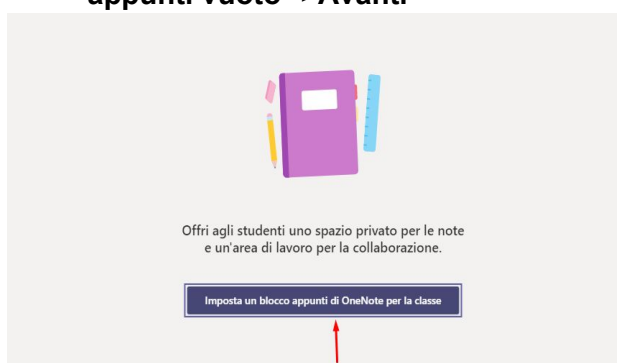 appunti vuoto -> Avanti
Offri agli studenti uno spazio privato per le note
e un'area di lavoro per la collaborazione.
Imposta un blocco appunti di OneNote per la classe